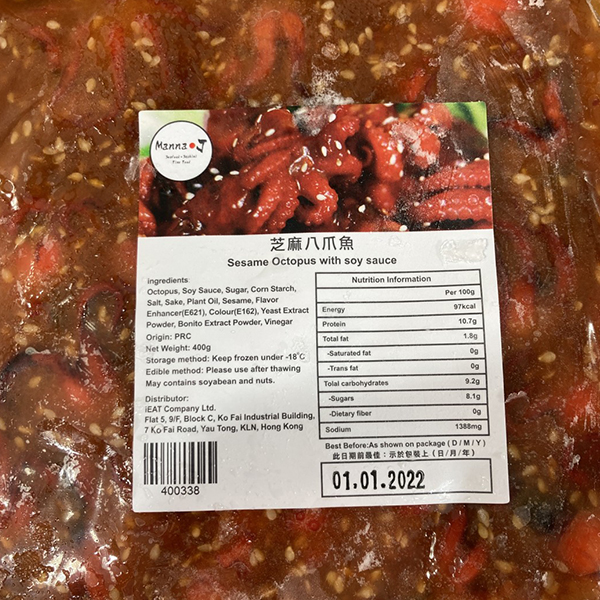 Manna J
芝麻八爪魚
Sesame Octopus with soy sauce
ingredients:
Octopus, Soy Sauce, Sugar, Corn Starch,
Salt, Sake, Plant Oil, Sesame, Flavor
Enhancer(E621), Colour(E162), Yeast Extract
Powder, Bonito Extract Powder, Vinegar
Origin: PRC
Net Weight: 400g
Storage method: Keep frozen under -18℃
Edible method: Please use after thawing
May contains soyabean and nuts.
Distributor:
iEAT Company Ltd.
Flat 5, 9/F, Block C, Ko Fai Industrial Building,
7 Ko Fai Road, Yau Tong, KLN, Hong Kong
400338
Nutrition Information
Per 100g
Energy 97kcal
Protein 10.7g
Total fat 1.8g
-Saturated fat 0g
-Trans fat 0g
Total carbohydrates 9.2g
-Sugars 8.1g
-Dietary fiber 0g
Sodium 1388mg
Best Before:As shown on package ( D / M / Y )
此日期前最佳：示於包裝上（日/月/年）
01.01.2022